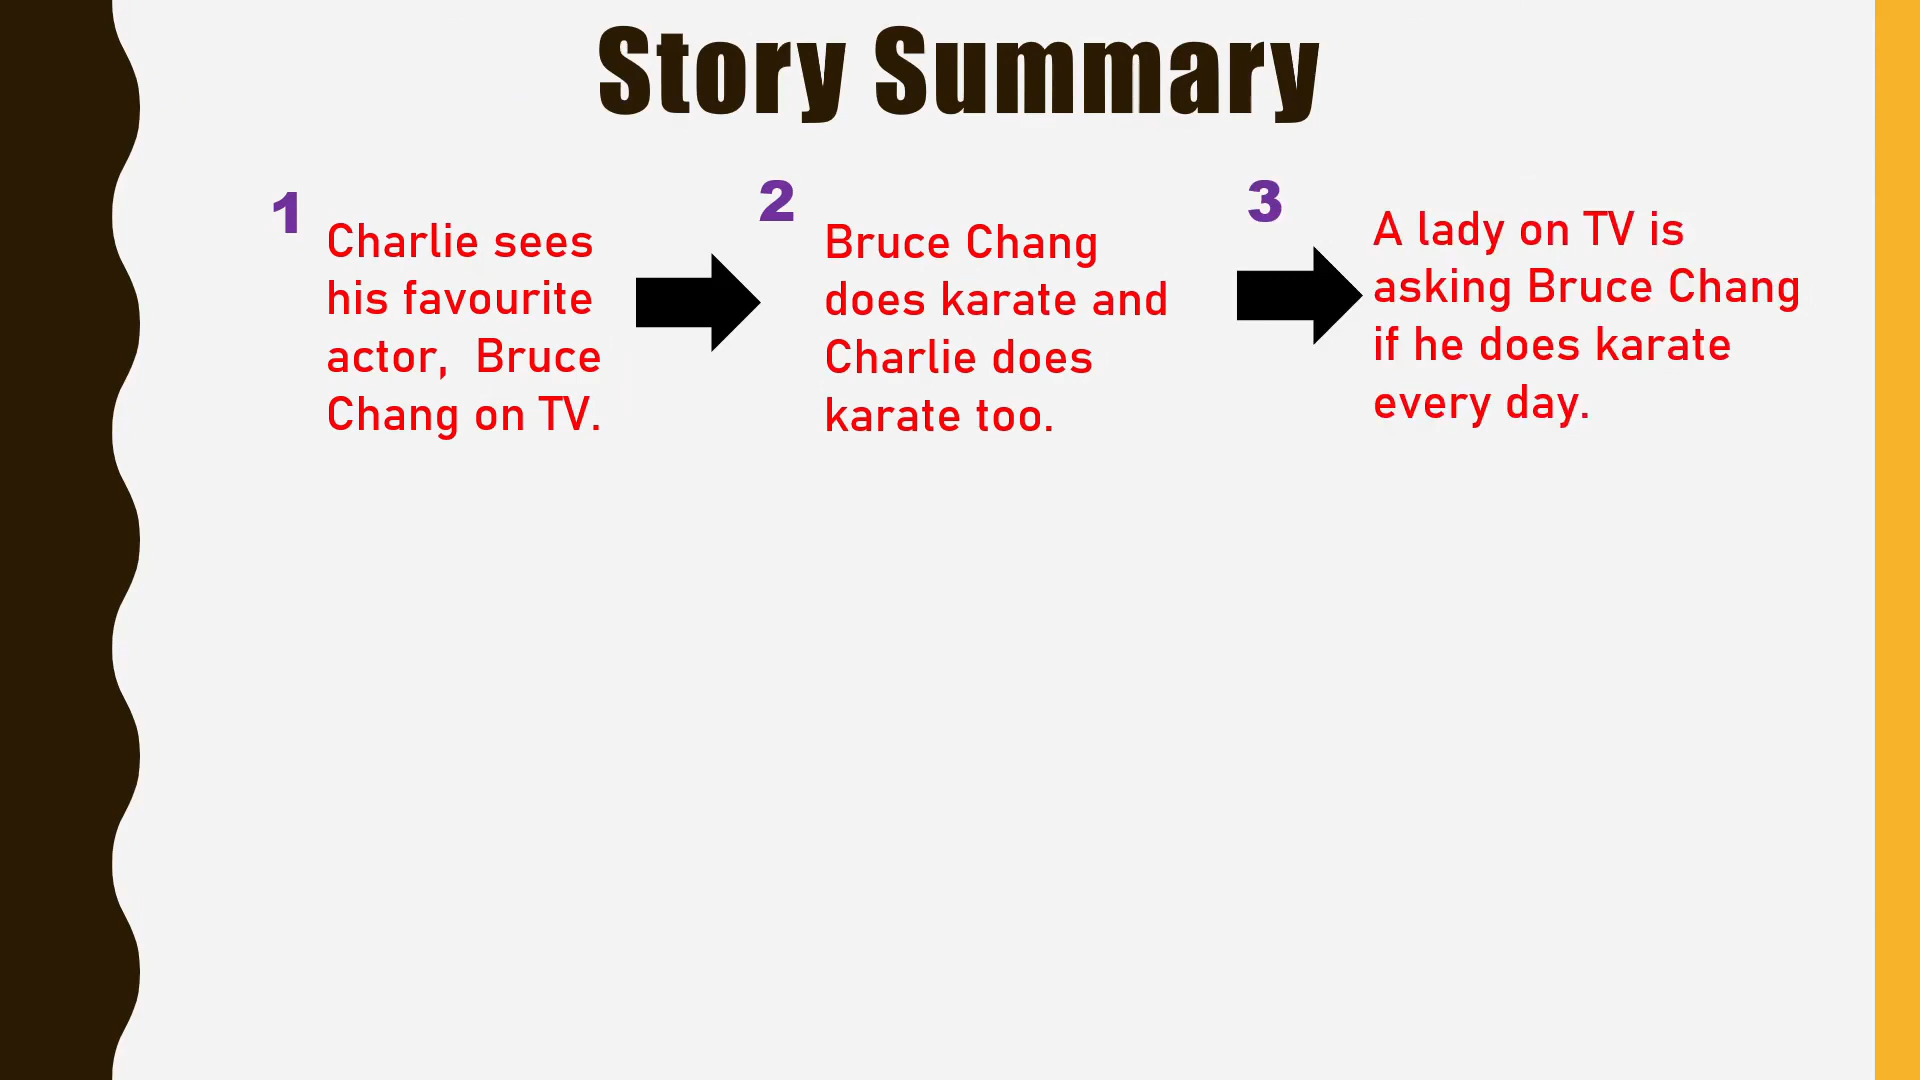 Story Summary
1
Charlie sees
his favourite
actor,  Bruce
Chang on TV.
2
Bruce Chang
does karate and
Charlie does
karate too.
3
A lady on TV is
asking Bruce Chang
if he does karate
every day.